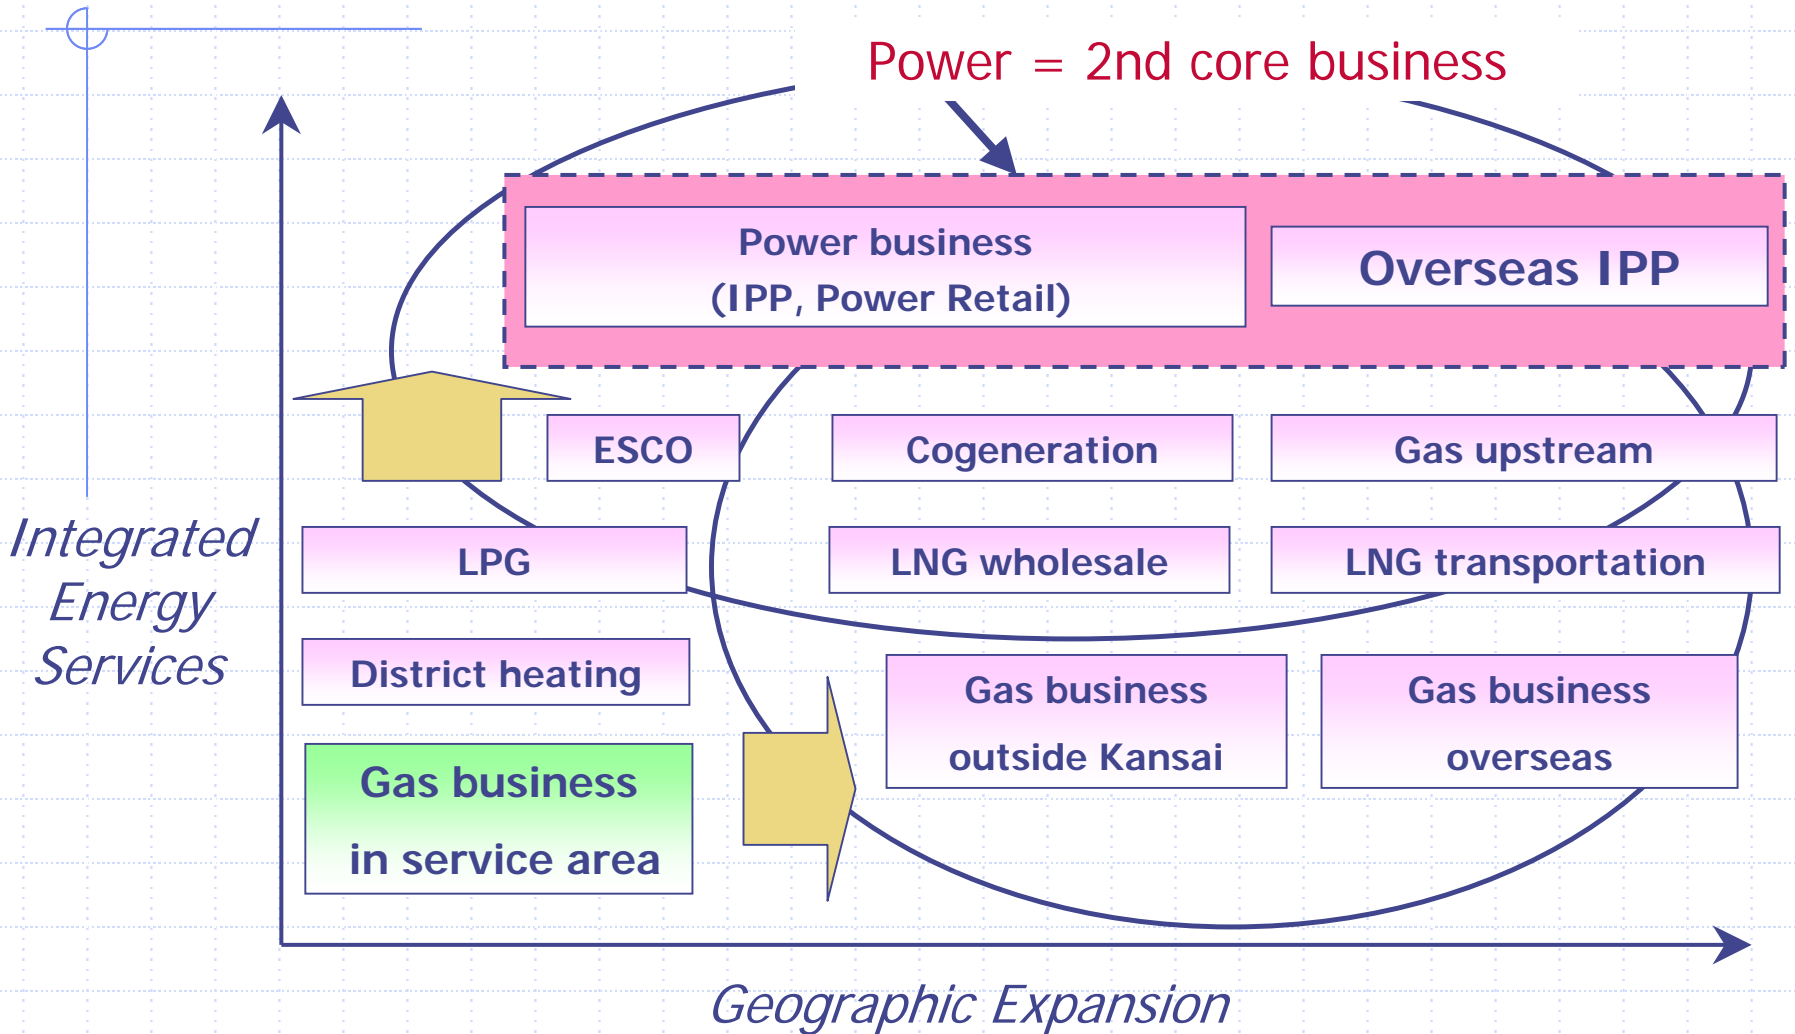 Power = 2nd core business
Power business
(IPP, Power Retail)
Overseas IPP
ESCO
Cogeneration
Gas upstream
Integrated
Energy
Services
LPG
LNG wholesale
LNG transportation
District heating
Gas business
outside Kansai
Gas business
overseas
Gas business
in service area
Geographic Expansion